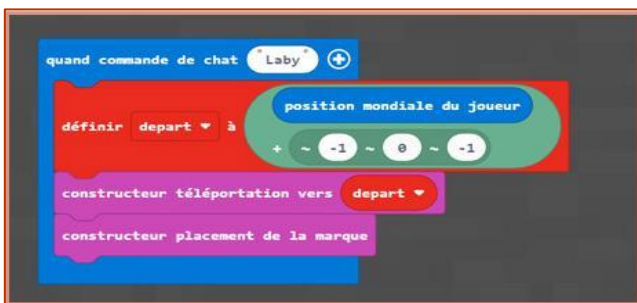 quand commande de chat Laby
position mondiale du joueur
définir depart à
+ ~ -1 ~ 0 ~ -1
constructeur téléportation vers depart
constructeur placement de la marque